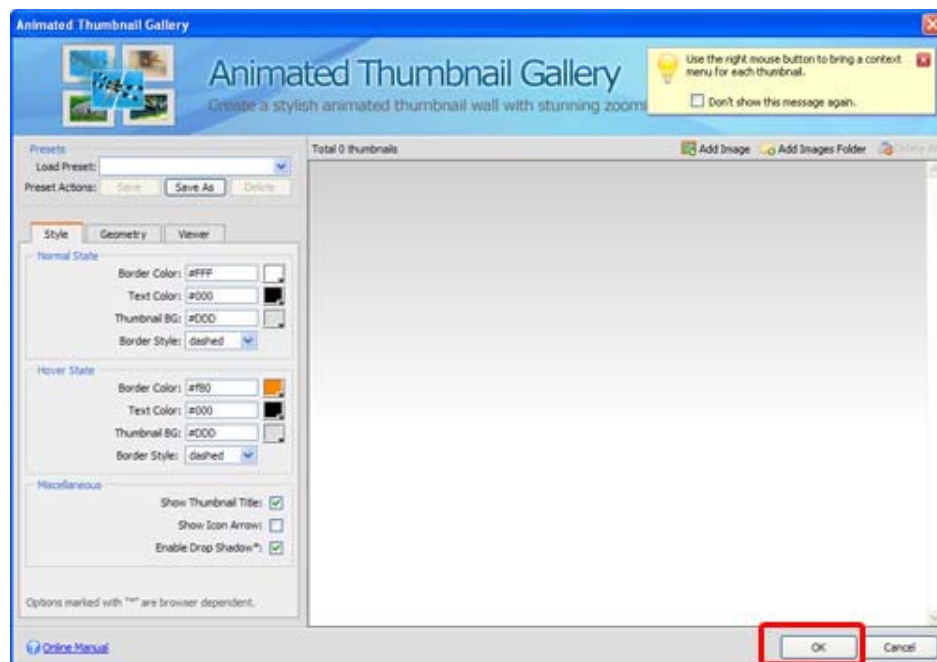 Animated Thumbnail Gallery
Animated Thumbnail Gallery
Create a stylish animated thumbnail wall with stunning zoomi
Use the right mouse button to bring a context
menu for each thumbnail.
Don't show this message again.
Presets
Load Preset:
Preset Actions: Save Save As Delete
Total 0 thumbnails Add Image Add Images Folder Delete
Style Geometry Viewer
Normal State
Border Color: #FFF
Text Color: #000
Thumbnail BG: #DDD
Border Style: dashed
Hover State
Border Color: #f80
Text Color: #000
Thumbnail BG: #DDD
Border Style: dashed
Miscellaneous
Show Thumbnail Title:
Show Icon Arrow:
Enable Drop Shadow*:
Options marked with "*" are browser dependent.
Online Manual
OK Cancel